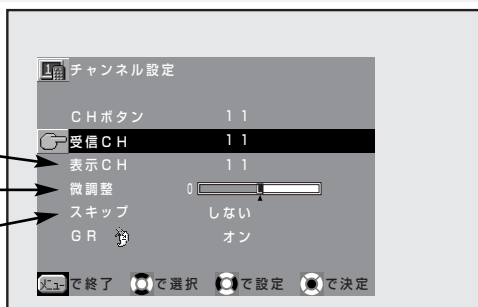 チャンネル設定
CHボタン 11
受信CH 11
表示CH 11
微調整 0
スキップ しない
GR オン
メニューで終了 で選択 で設定 で決定